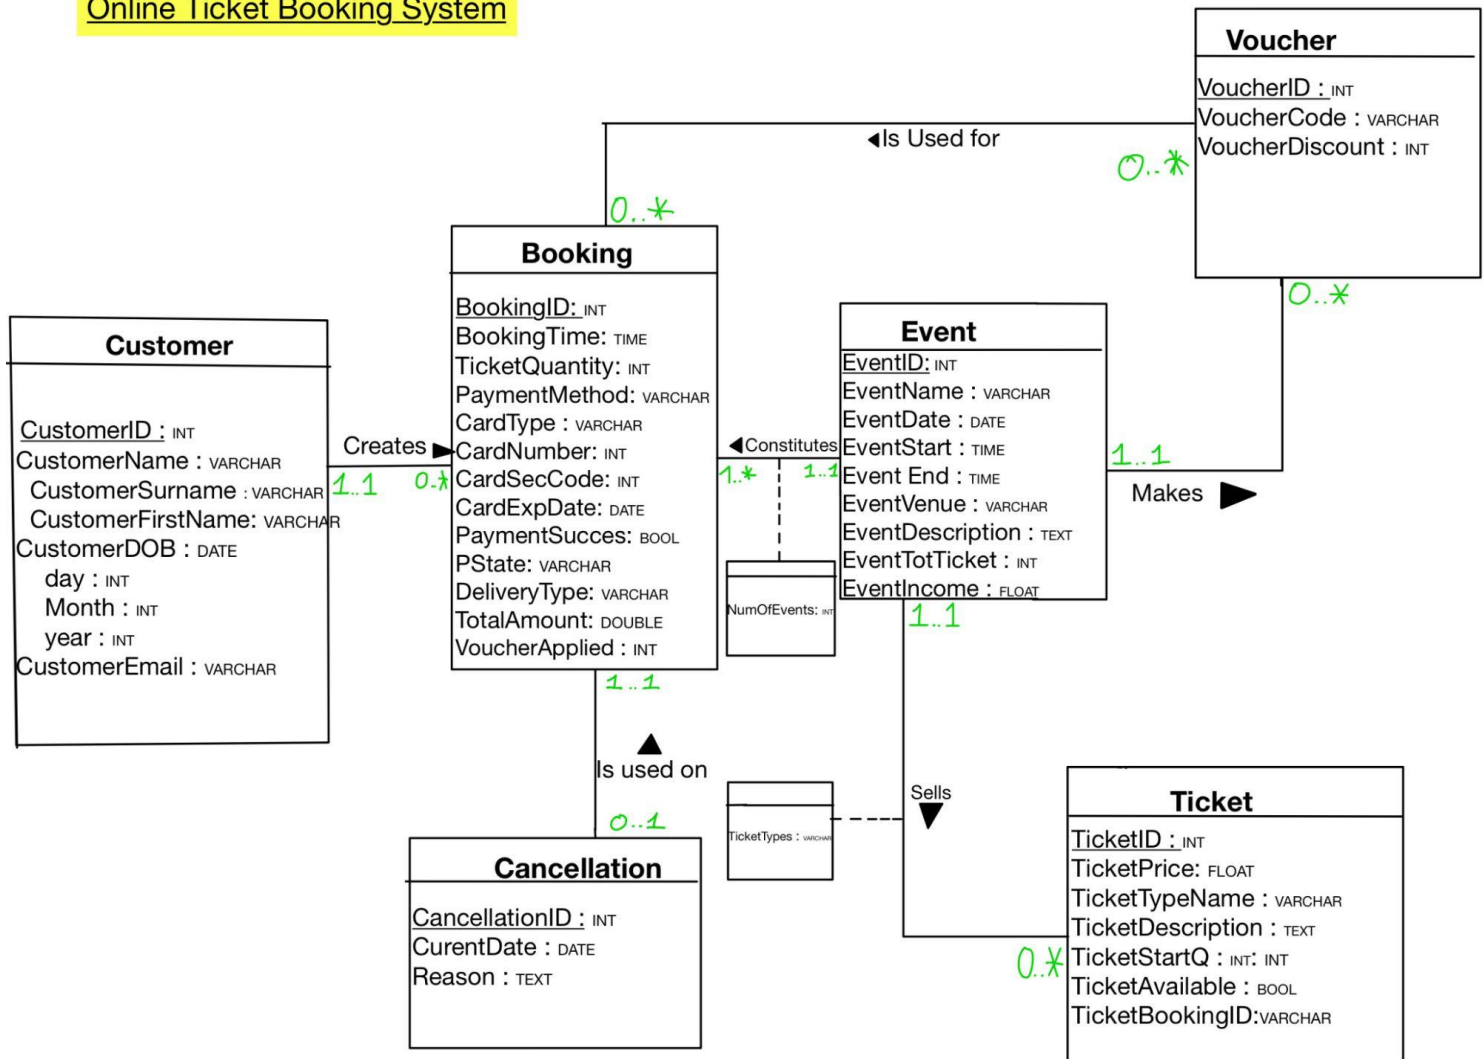 Online Ticket Booking System
Voucher
VoucherID : INT
VoucherCode : VARCHAR
VoucherDiscount : INT
◀Is Used for
0..*
0..*
Booking
BookingID: INT
BookingTime: TIME
TicketQuantity: INT
PaymentMethod: VARCHAR
CardType : VARCHAR
CardNumber: INT
CardSecCode: INT
CardExpDate: DATE
PaymentSucces: BOOL
PState: VARCHAR
DeliveryType: VARCHAR
TotalAmount: DOUBLE
VoucherApplied : INT
0..*
Event
EventID: INT
EventName : VARCHAR
EventDate : DATE
EventStart : TIME
Event End : TIME
EventVenue : VARCHAR
EventDescription : TEXT
EventTotTicket : INT
EventIncome : FLOAT
Customer
CustomerID : INT
CustomerName : VARCHAR
CustomerSurname : VARCHAR
CustomerFirstName: VARCHAR
CustomerDOB : DATE
day : INT
Month : INT
year : INT
CustomerEmail : VARCHAR
Creates ▶
1..1
0..*
◀Constitutes
1..*
1..1
1..1
Makes ▶
NumOfEvents: INT
1..1
1..1
▲
Is used on
0..1
TicketTypes : VARCHAR
Sells
▼
0..*
Cancellation
CancellationID : INT
CurentDate : DATE
Reason : TEXT
Ticket
TicketID : INT
TicketPrice: FLOAT
TicketTypeName : VARCHAR
TicketDescription : TEXT
TicketStartQ : INT: INT
TicketAvailable : BOOL
TicketBookingID:VARCHAR